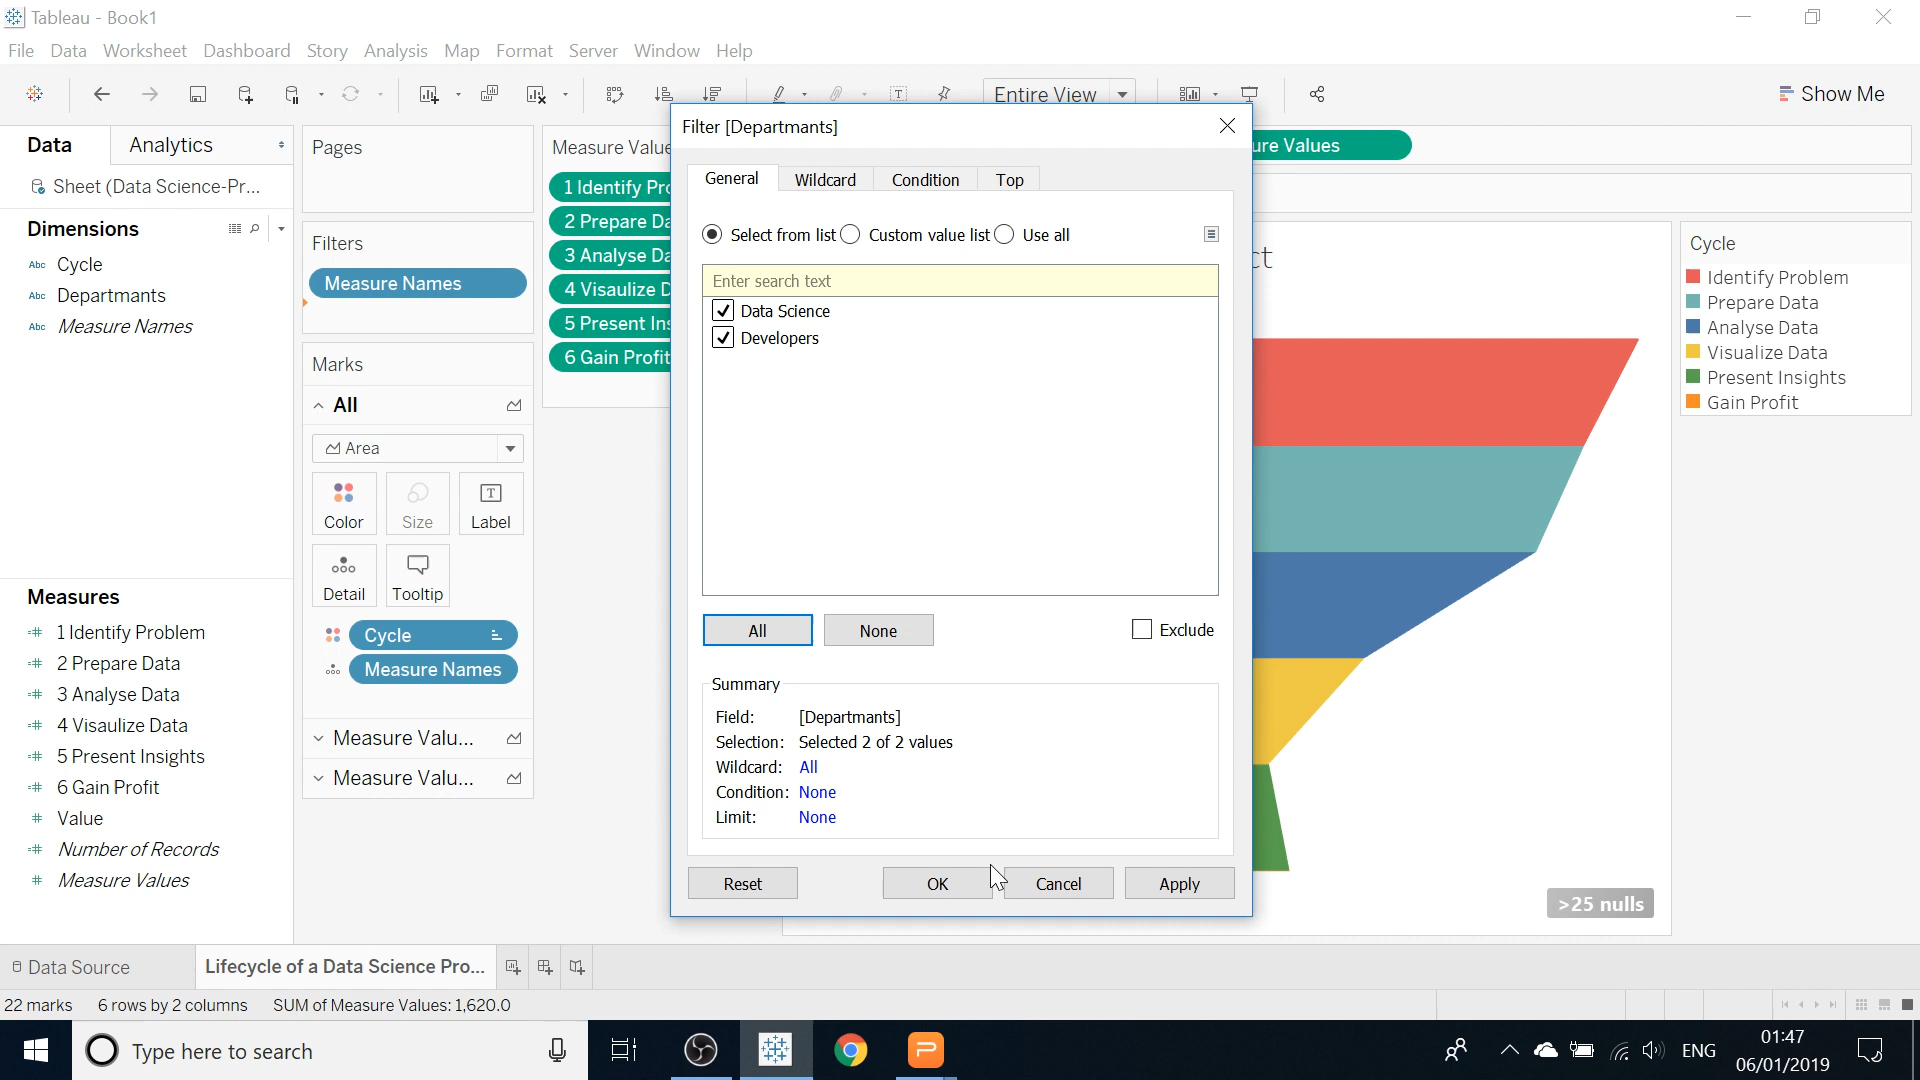 Tableau - Book1
File Data Worksheet Dashboard Story Analysis Map Format Server Window Help
Entire View
Show Me
Data
Analytics
Sheet (Data Science-Pr...
Dimensions
Abc Cycle
Abc Departmants
Abc Measure Names
Measures
1 Identify Problem
2 Prepare Data
3 Analyse Data
4 Visaulize Data
5 Present Insights
6 Gain Profit
Value
Number of Records
Measure Values
Pages
Filters
Measure Names
Marks
All
Area
Color
Size
Label
Detail
Tooltip
Cycle
Measure Names
Measure Valu...
Measure Valu...
Measure Value
1 Identify Pro
2 Prepare Da
3 Analyse Da
4 Visaulize D
5 Present Ins
6 Gain Profit
Filter [Departmants]
General
Wildcard
Condition
Top
Select from list
Custom value list
Use all
Enter search text
Data Science
Developers
All
None
Exclude
Summary
Field: [Departmants]
Selection: Selected 2 of 2 values
Wildcard: All
Condition: None
Limit: None
Reset
OK
Cancel
Apply
ure Values
ct
>25 nulls
Cycle
Identify Problem
Prepare Data
Analyse Data
Visualize Data
Present Insights
Gain Profit
Data Source
Lifecycle of a Data Science Pro...
22 marks 6 rows by 2 columns SUM of Measure Values: 1,620.0
Type here to search
ENG
01:47
06/01/2019